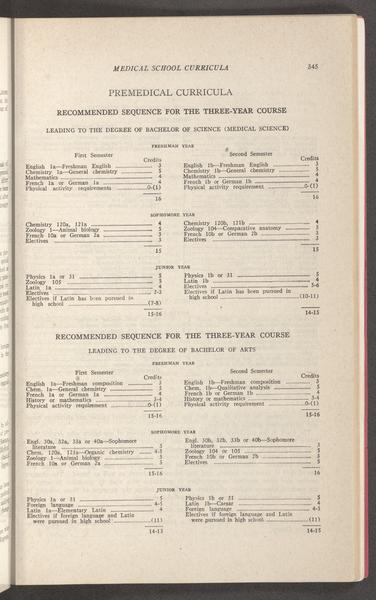 MEDICAL SCHOOL CURRICULA 345
PREMEDICAL CURRICULA
RECOMMENDED SEQUENCE FOR THE THREE-YEAR COURSE
LEADING TO THE DEGREE OF BACHELOR OF SCIENCE (MEDICAL SCIENCE)
FRESHMAN YEAR
First Semester
Credits
English 1a—Freshman English 3
Chemistry 1a—General chemistry 5
Mathematics 4
French 1a or German 1a 4
Physical activity requirement 0-(1)
16
Second Semester
Credits
English 1b—Freshman English 3
Chemistry 1b—General chemistry 5
Mathematics 4
French 1b or German 1b 4
Physical activity requirement 0-(1)
16
SOPHOMORE YEAR
Chemistry 120a, 121a 4
Zoology 1—Animal biology 5
French 10a or German 2a 3
Electives 3
15
Chemistry 120b, 121b 4
Zoology 104—Comparative anatomy 5
French 10b or German 2b 3
Electives 3
15
JUNIOR YEAR
Physics 1a or 31 5
Zoology 105 5
Latin 1a 4
Electives 2-3
Electives if Latin has been pursued in
high school (7-8)
15-16
Physics 1b or 31 5
Latin 1b 4
Electives 5-6
Electives if Latin has been pursued in
high school (10-11)
14-15
RECOMMENDED SEQUENCE FOR THE THREE-YEAR COURSE
LEADING TO THE DEGREE OF BACHELOR OF ARTS
FRESHMAN YEAR
First Semester
Credits
English 1a—Freshman composition 3
Chem. 1a—General chemistry 5
French 1a or German 1a 4
History or mathematics 3-4
Physical activity requirement 0-(1)
15-16
Second Semester
Credits
English 1b—Freshman composition 3
Chem. 1b—Qualitative analysis 5
French 1b or German 1b 4
History or mathematics 3-4
Physical activity requirement 0-(1)
15-16
SOPHOMORE YEAR
Engl. 30a, 32a, 33a or 40a—Sophomore
literature 3
Chem. 120a, 121a—Organic chemistry 4-5
Zoology 1—Animal biology 5
French 10a or German 2a 3
15-16
Engl. 30b, 32b, 33b or 40b—Sophomore
literature 3
Zoology 104 or 105 5
French 10b or German 2b 3
Electives 5
16
JUNIOR YEAR
Physics 1a or 31 5
Foreign language 4-5
Latin 1a—Elementary Latin 4
Electives if foreign language and Latin
were pursued in high school (11)
14-15
Physics 1b or 31 5
Latin 1b—Caesar 4
Foreign language
Electives if foreign language and Latin
were pursued in high school (11)
14-15